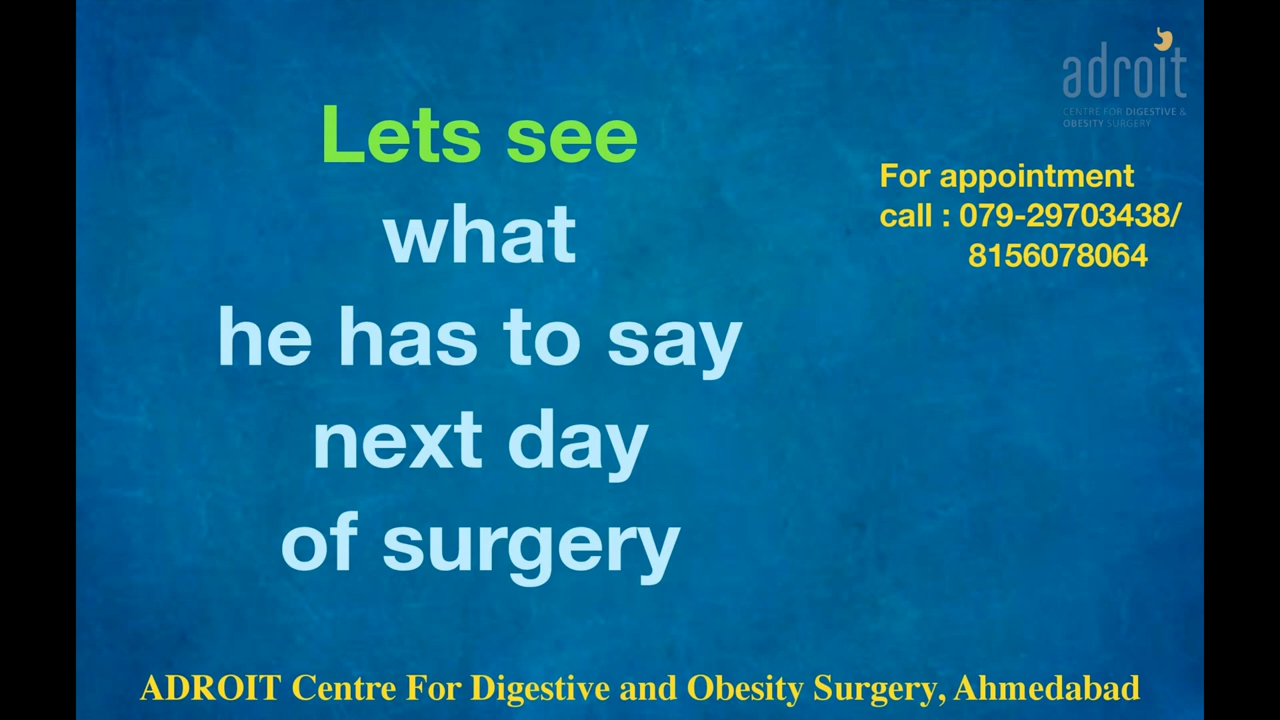 Lets see
what
he has to say
next day
of surgery
adroit
CENTRE FOR DIGESTIVE &
OBESITY SURGERY
For appointment
call : 079-29703438/
8156078064
ADROIT Centre For Digestive and Obesity Surgery, Ahmedabad